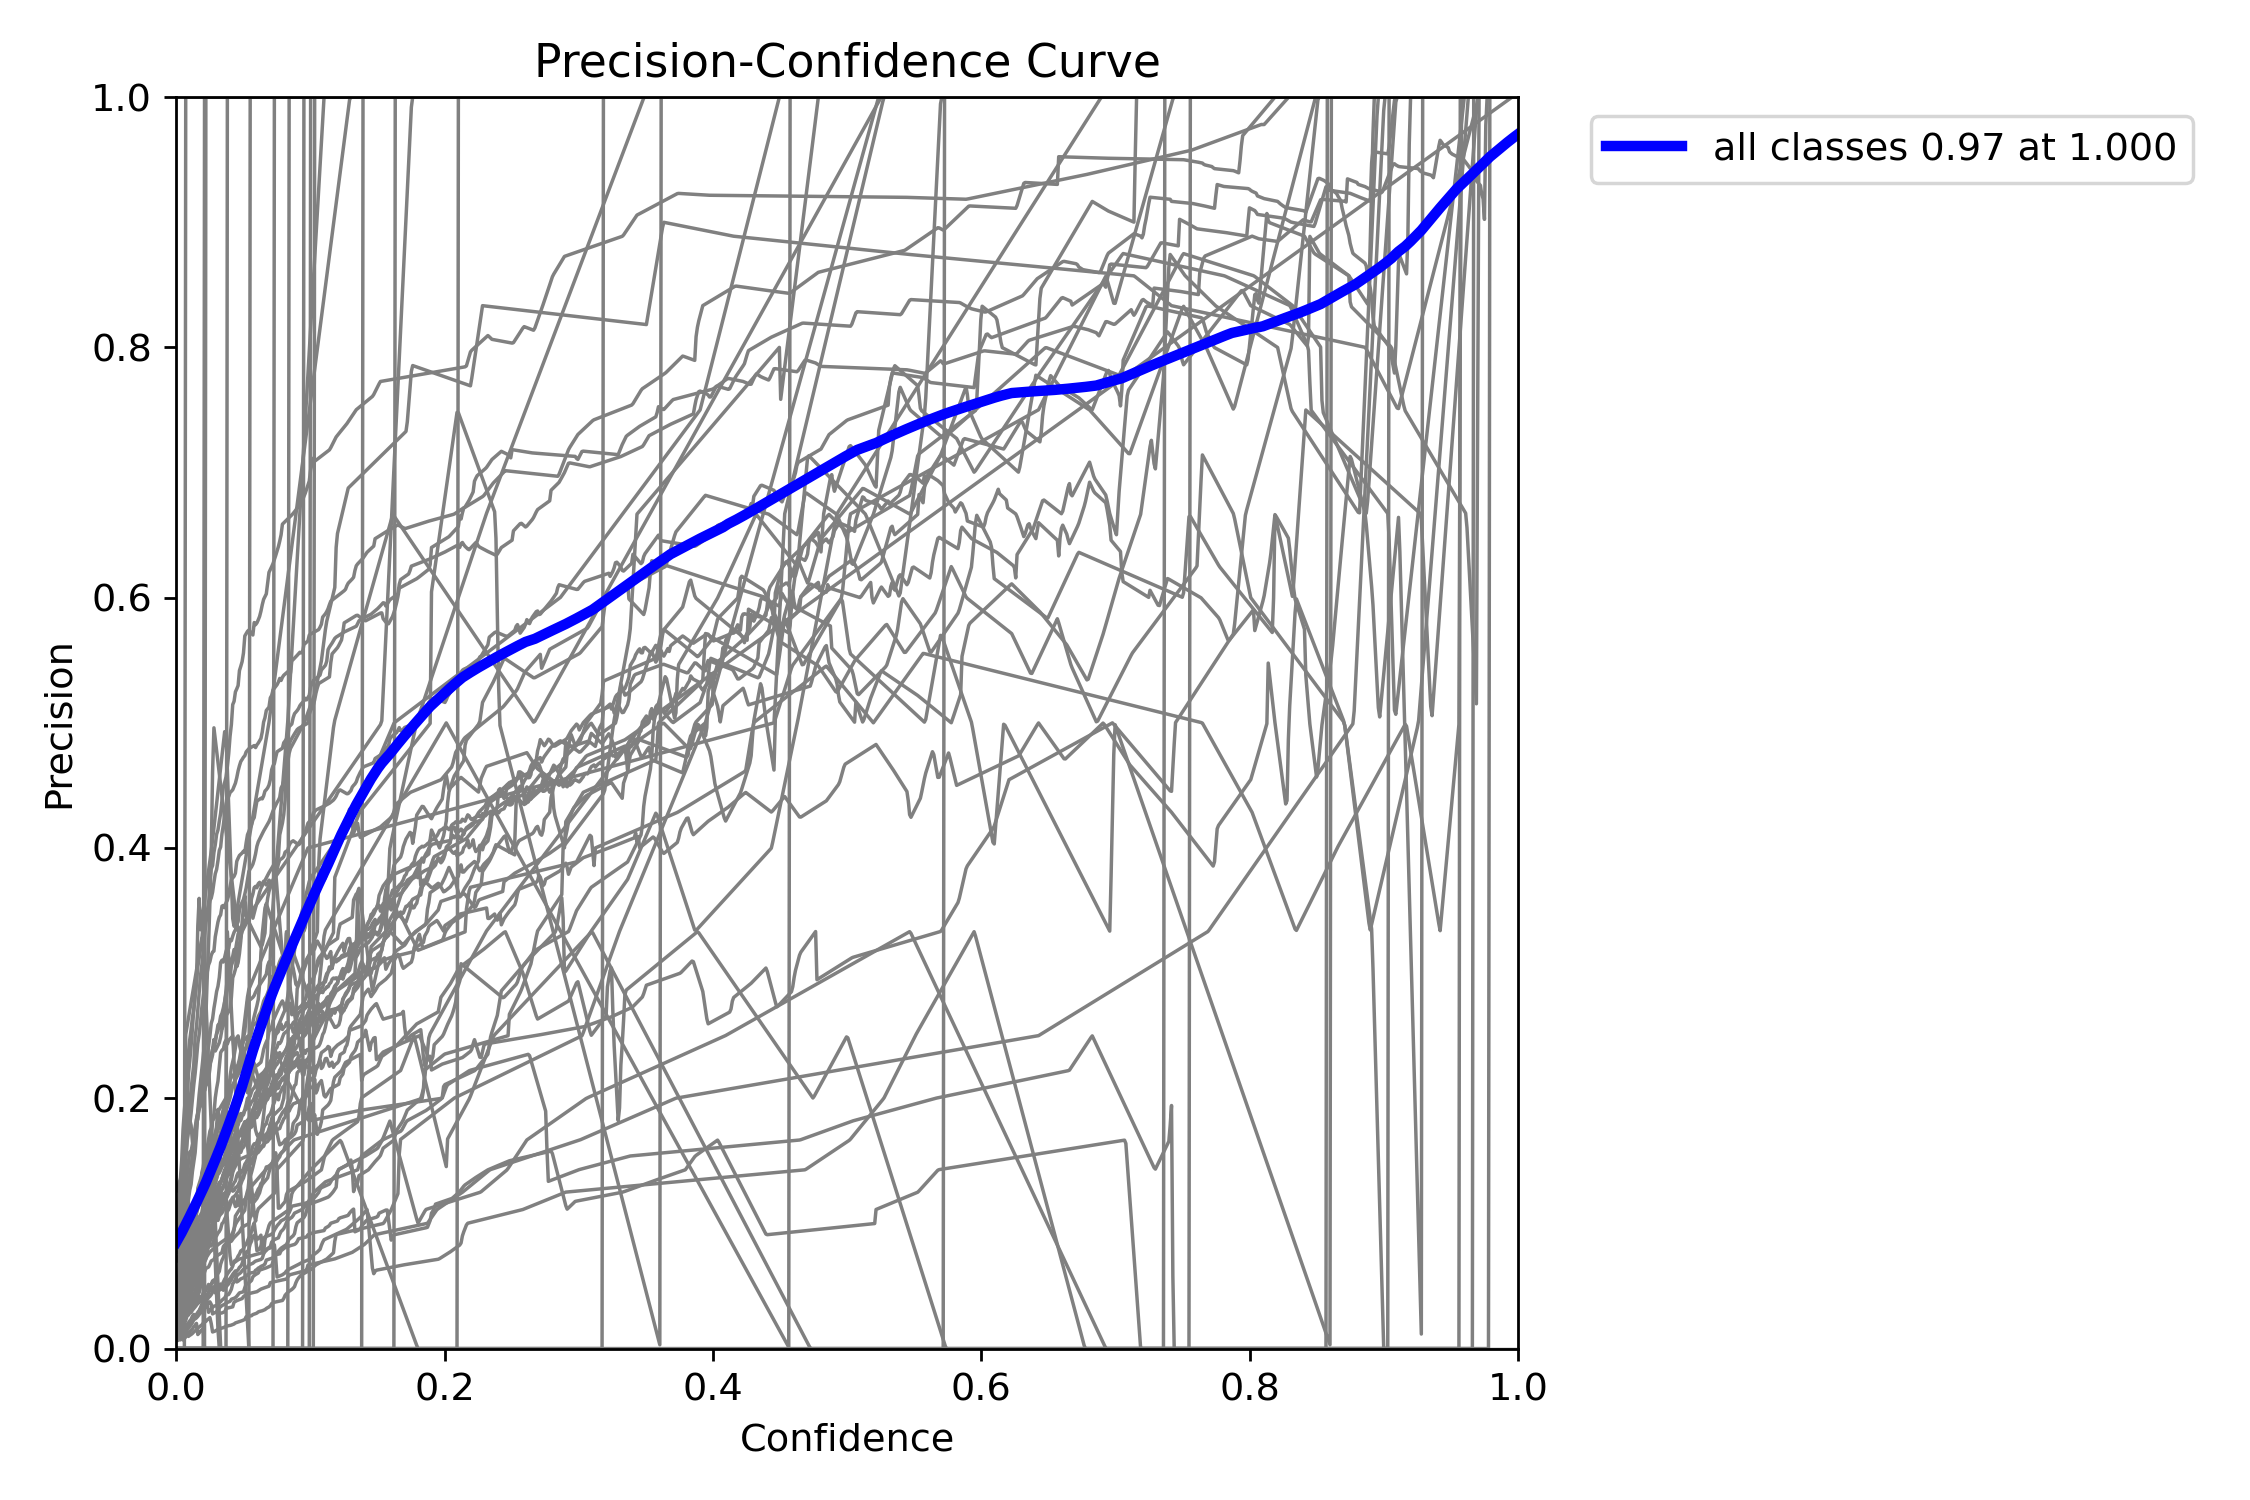 Precision-Confidence Curve
all classes 0.97 at 1.000
1.0
0.8
0.6
0.4
0.2
0.0
Precision
0.0 0.2 0.4 0.6 0.8 1.0
Confidence